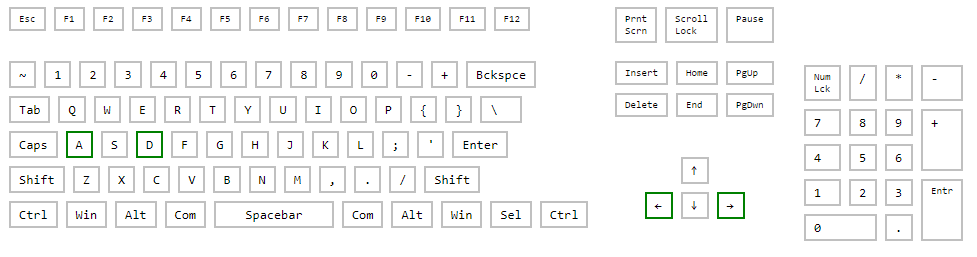 Esc F1 F2 F3 F4 F5 F6 F7 F8 F9 F10 F11 F12
~ 1 2 3 4 5 6 7 8 9 0 - + Bckspce
Tab Q W E R T Y U I O P { } \
Caps A S D F G H J K L ; ' Enter
Shift Z X C V B N M , . / Shift
Ctrl Win Alt Com Spacebar Com Alt Win Sel Ctrl
Prnt Scrn Scroll Lock Pause
Insert Home PgUp
Delete End PgDwn
↑
← ↓ →
Num Lck / * -
7 8 9 +
4 5 6
1 2 3 Entr
0 .